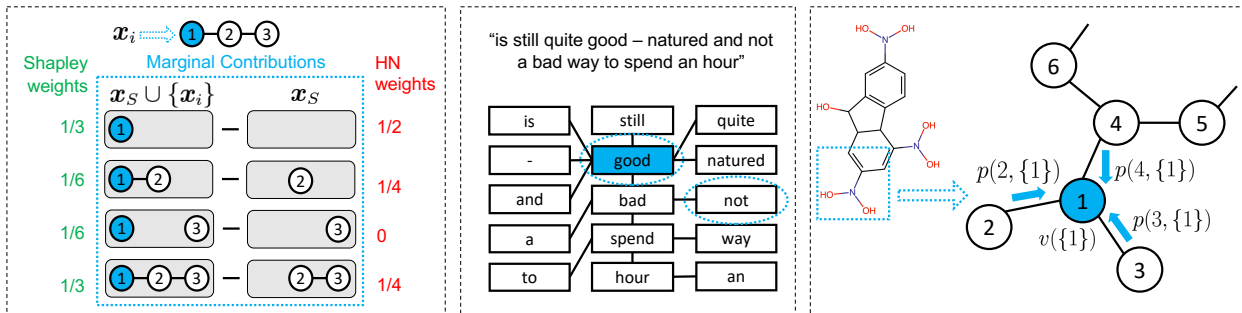 𝒙ᵢ 1 2 3
Shapley weights
Marginal Contributions
HN weights
𝒙_S ∪ {𝒙ᵢ}
𝒙_S
1/3 1 − 1/2
1/6 1 2 − 2 1/4
1/6 1 3 − 3 0
1/3 1 2 3 − 2 3 1/4
“is still quite good – natured and not
a bad way to spend an hour”
is still quite
- good natured
and bad not
a spend way
to hour an
HO N OH
HO
N OH
OH
HO N
OH
6
4
5
p(2, {1})
p(4, {1})
1
2
v({1})
p(3, {1})
3